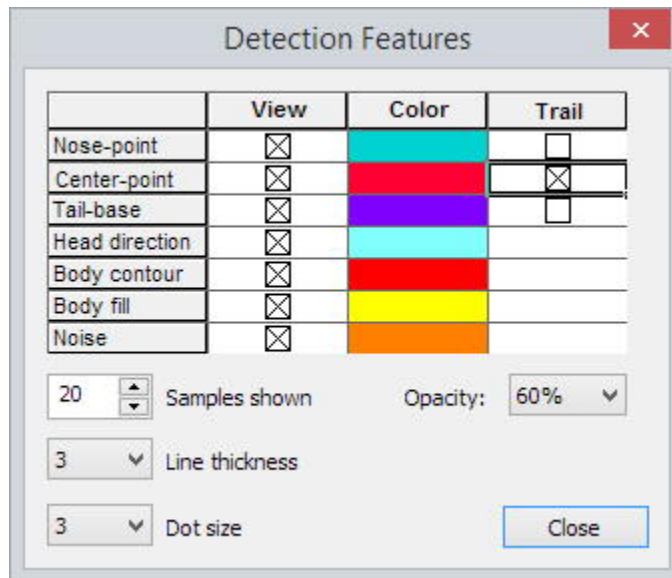 Detection Features
View Color Trail
Nose-point
Center-point
Tail-base
Head direction
Body contour
Body fill
Noise
20 Samples shown Opacity: 60%
3 Line thickness
3 Dot size Close